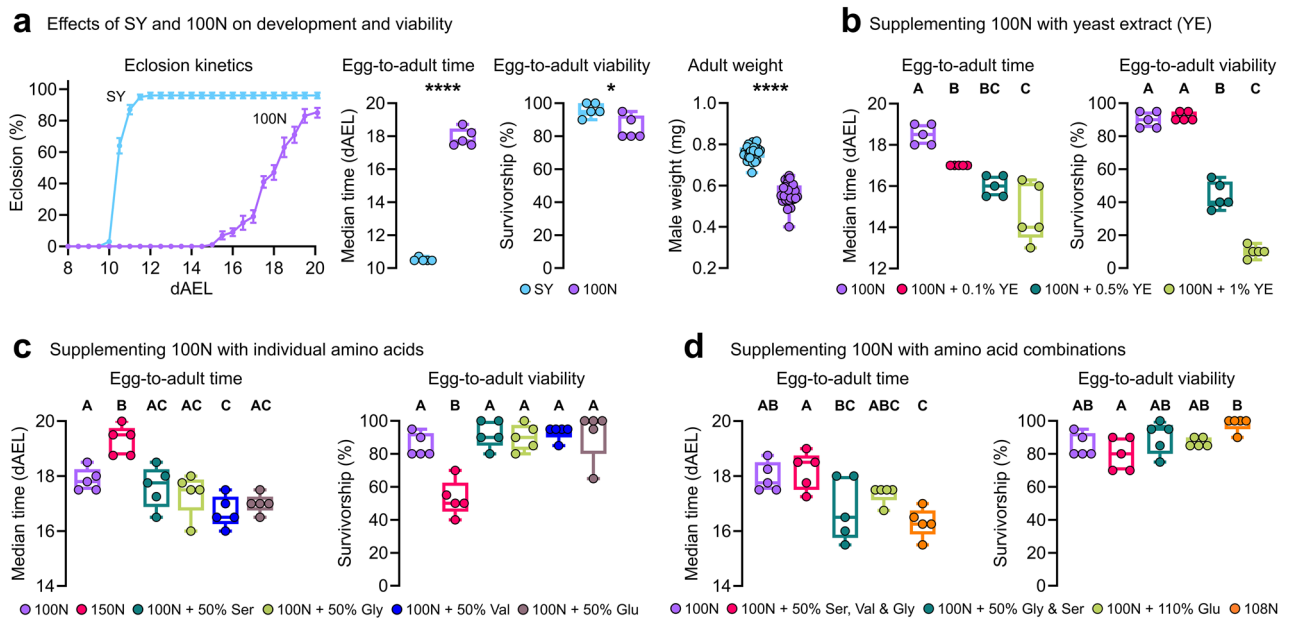 a Effects of SY and 100N on development and viability
Eclosion kinetics
Eclosion (%)
100
80
60
40
20
0
SY
100N
8 10 12 14 16 18 20
dAEL
Egg-to-adult time
****
Median time (dAEL)
20
18
16
14
12
10
Egg-to-adult viability
*
Survivorship (%)
100
80
60
40
20
0
SY 100N
Adult weight
****
Male weight (mg)
1.0
0.8
0.6
0.4
0.2
b Supplementing 100N with yeast extract (YE)
Egg-to-adult time
A B BC C
Median time (dAEL)
20
18
16
14
12
Egg-to-adult viability
A A B C
Survivorship (%)
100
80
60
40
20
0
100N 100N + 0.1% YE 100N + 0.5% YE 100N + 1% YE
c Supplementing 100N with individual amino acids
Egg-to-adult time
A B AC AC C AC
Median time (dAEL)
20
18
16
14
Egg-to-adult viability
A B A A A A
Survivorship (%)
100
80
60
40
20
0
100N 150N 100N + 50% Ser 100N + 50% Gly 100N + 50% Val 100N + 50% Glu
d Supplementing 100N with amino acid combinations
Egg-to-adult time
AB A BC ABC C
Median time (dAEL)
20
18
16
14
Egg-to-adult viability
AB A AB AB B
Survivorship (%)
100
80
60
40
20
0
100N 100N + 50% Ser, Val & Gly 100N + 50% Gly & Ser 100N + 110% Glu 108N